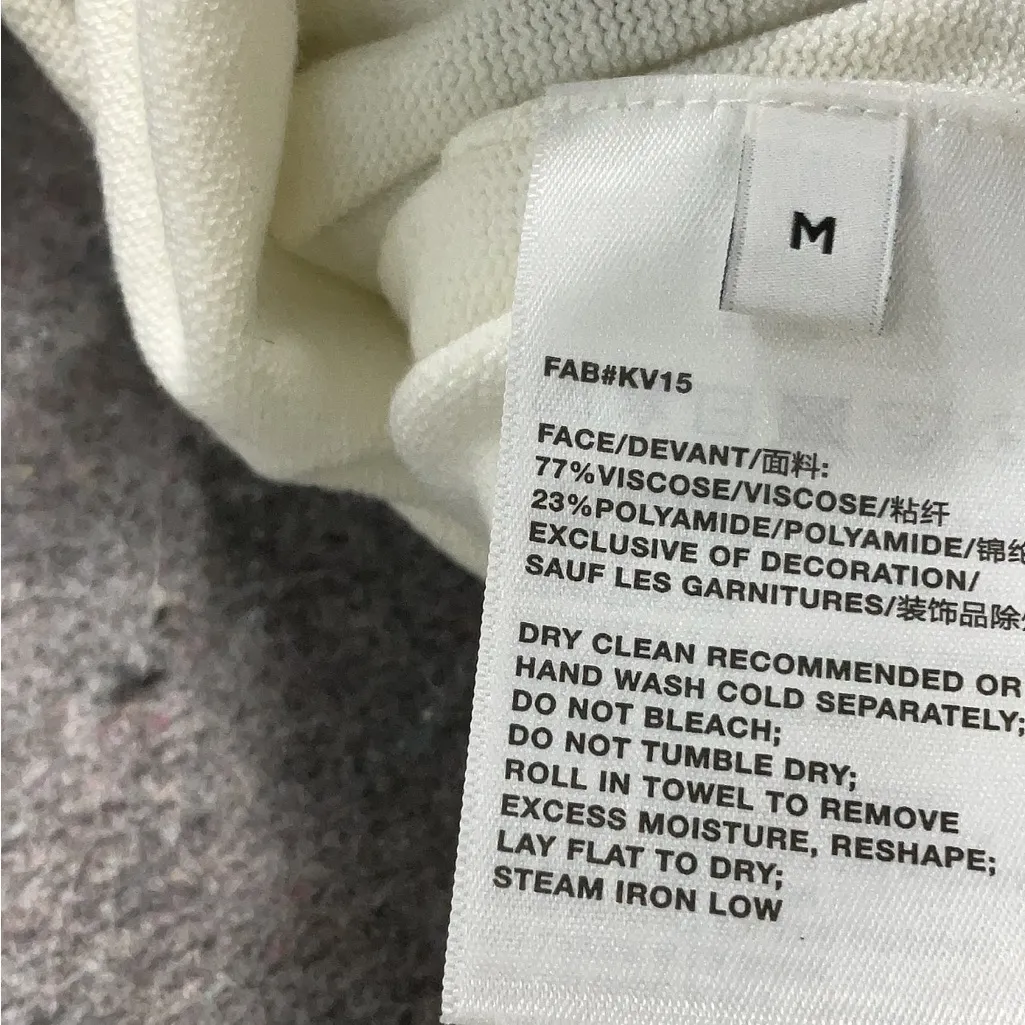 M
FAB#KV15
FACE/DEVANT/面料:
77%VISCOSE/VISCOSE/粘纤
23%POLYAMIDE/POLYAMIDE/锦纶
EXCLUSIVE OF DECORATION/
SAUF LES GARNITURES/装饰品除
DRY CLEAN RECOMMENDED OR
HAND WASH COLD SEPARATELY;
DO NOT BLEACH;
DO NOT TUMBLE DRY;
ROLL IN TOWEL TO REMOVE
EXCESS MOISTURE, RESHAPE;
LAY FLAT TO DRY;
STEAM IRON LOW